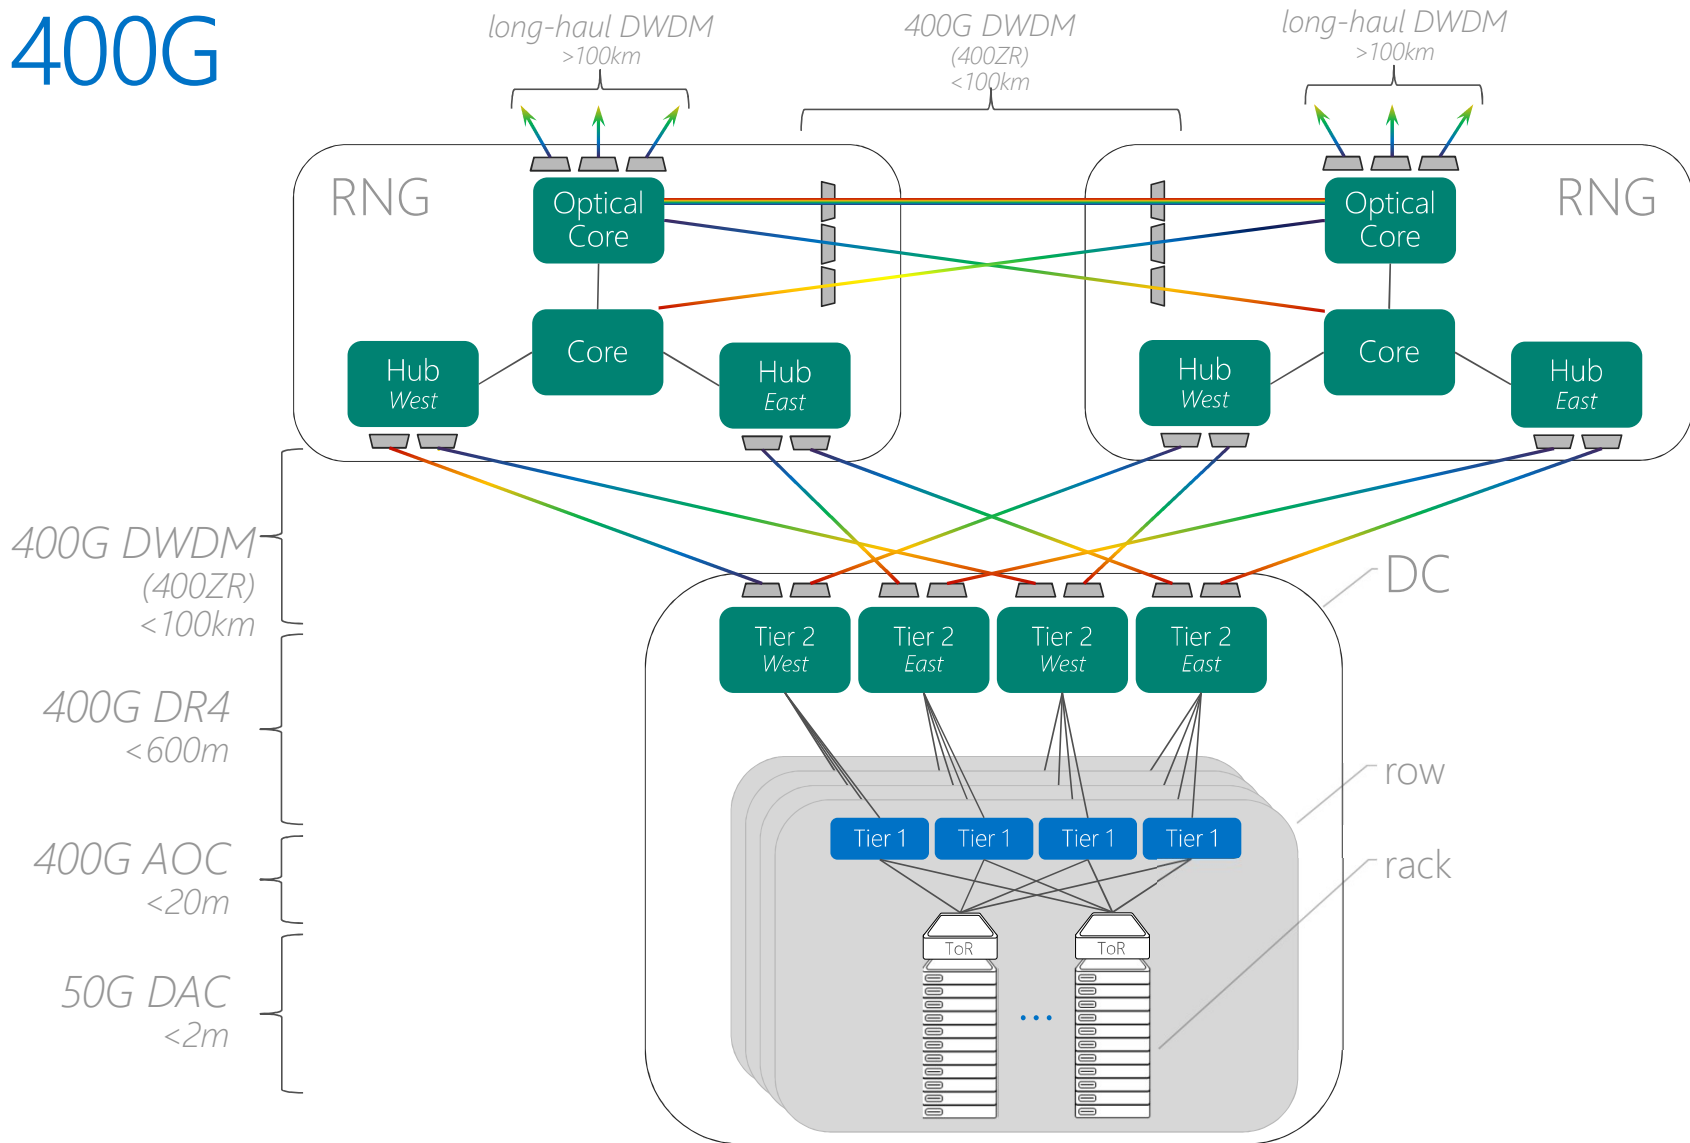 400G
long-haul DWDM
>100km
400G DWDM
(400ZR)
<100km
long-haul DWDM
>100km
RNG
Optical
Core
Core
Hub
West
Hub
East
RNG
Optical
Core
Core
Hub
West
Hub
East
400G DWDM
(400ZR)
<100km
DC
Tier 2
West
Tier 2
East
Tier 2
West
Tier 2
East
400G DR4
<600m
row
Tier 1
Tier 1
Tier 1
Tier 1
400G AOC
<20m
rack
ToR
ToR
...
50G DAC
<2m